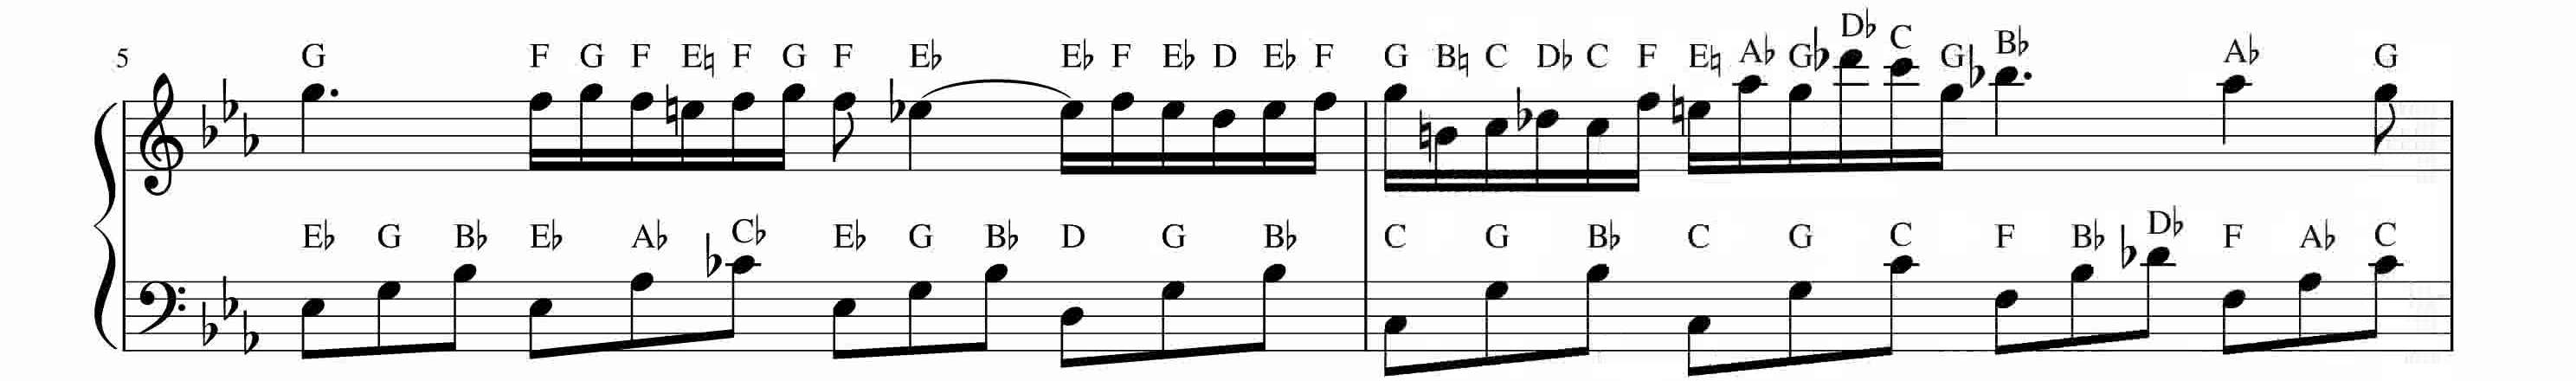 5 G F G F E♮ F G F E♭ E♭ F E♭ D E♭ F G B♮ C D♭ C F E♮ A♭ G D♭ C G B♭ A♭ G
E♭ G B♭ E♭ A♭ C♭ E♭ G B♭ D G B♭ C G B♭ C G C F B♭ D♭ F A♭ C